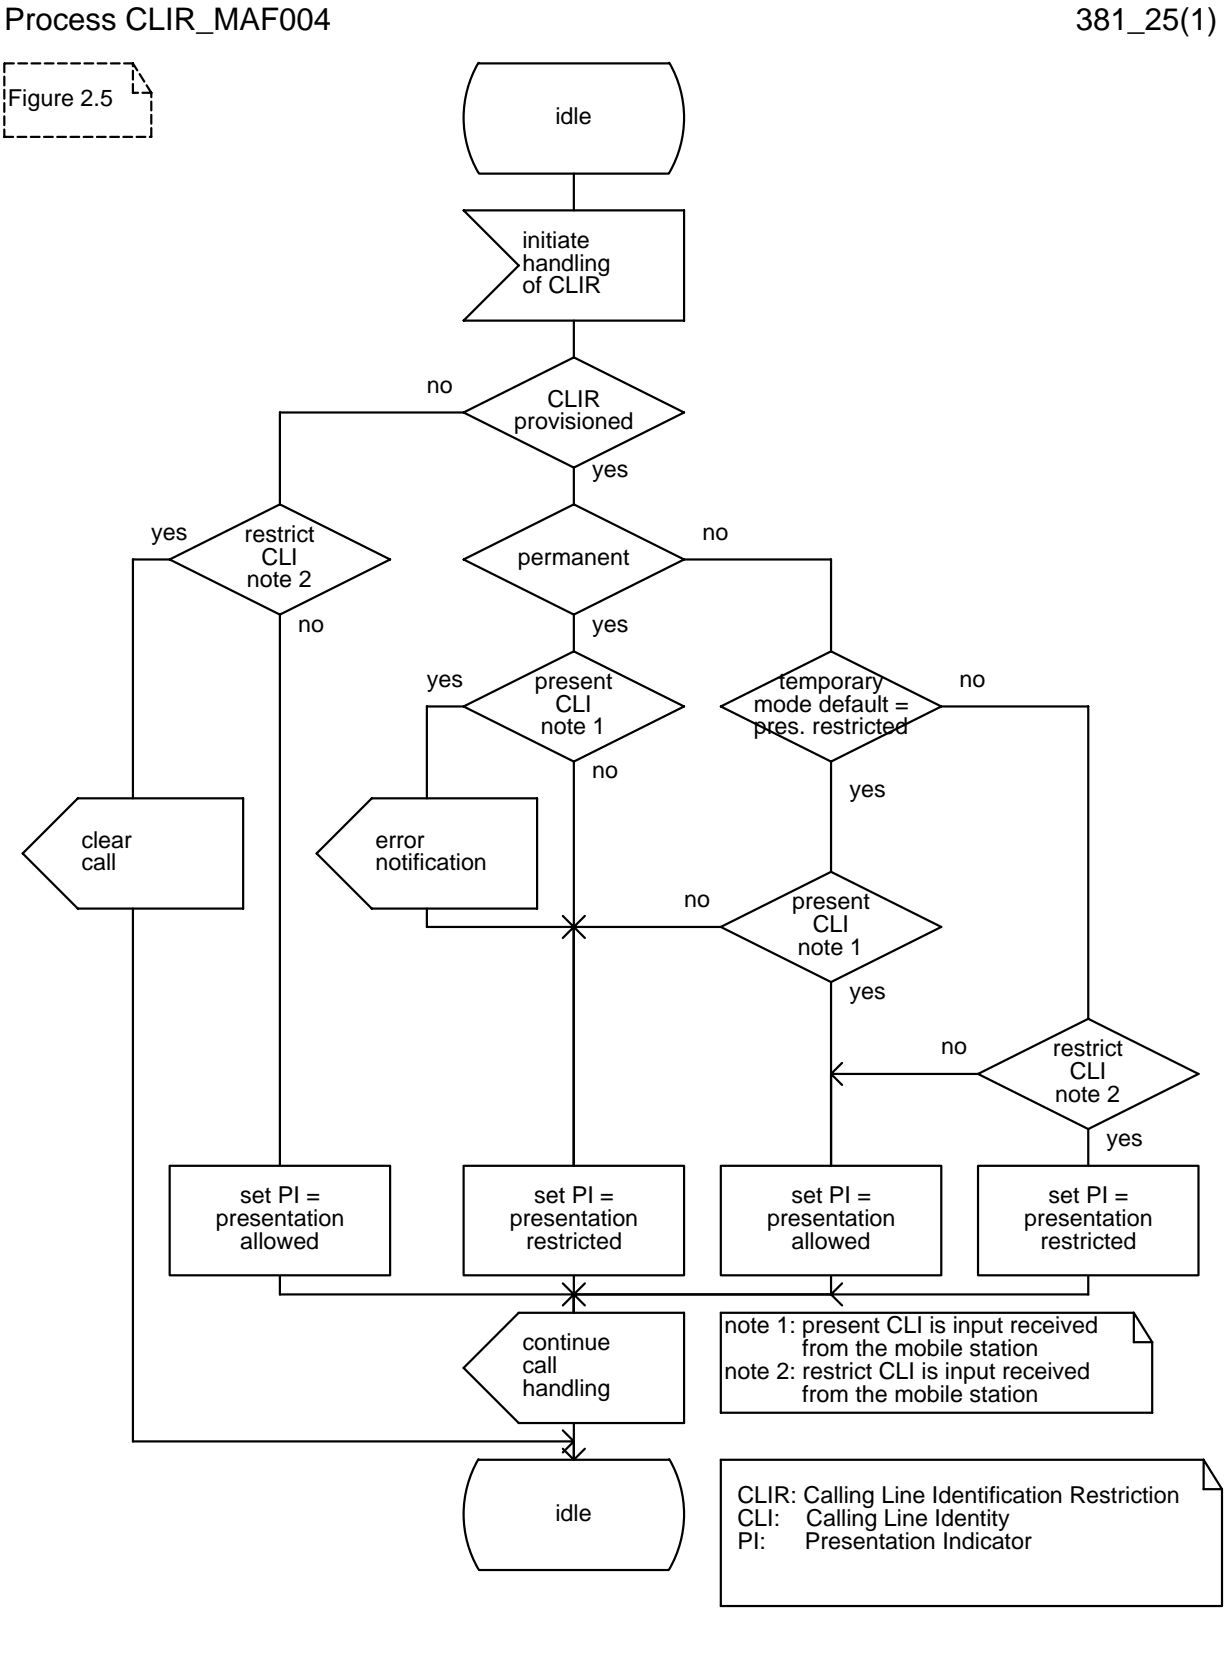 Process CLIR_MAF004
381_25(1)
Figure 2.5
idle
initiate
handling
of CLIR
no
CLIR
provisioned
yes
yes
restrict
CLI
note 2
no
permanent
no
yes
yes
present
CLI
note 1
no
temporary
mode default =
pres. restricted
no
yes
clear
call
error
notification
no
present
CLI
note 1
yes
no
restrict
CLI
note 2
yes
set PI =
presentation
allowed
set PI =
presentation
restricted
set PI =
presentation
allowed
set PI =
presentation
restricted
continue
call
handling
note 1: present CLI is input received
from the mobile station
note 2: restrict CLI is input received
from the mobile station
idle
CLIR: Calling Line Identification Restriction
CLI: Calling Line Identity
PI: Presentation Indicator